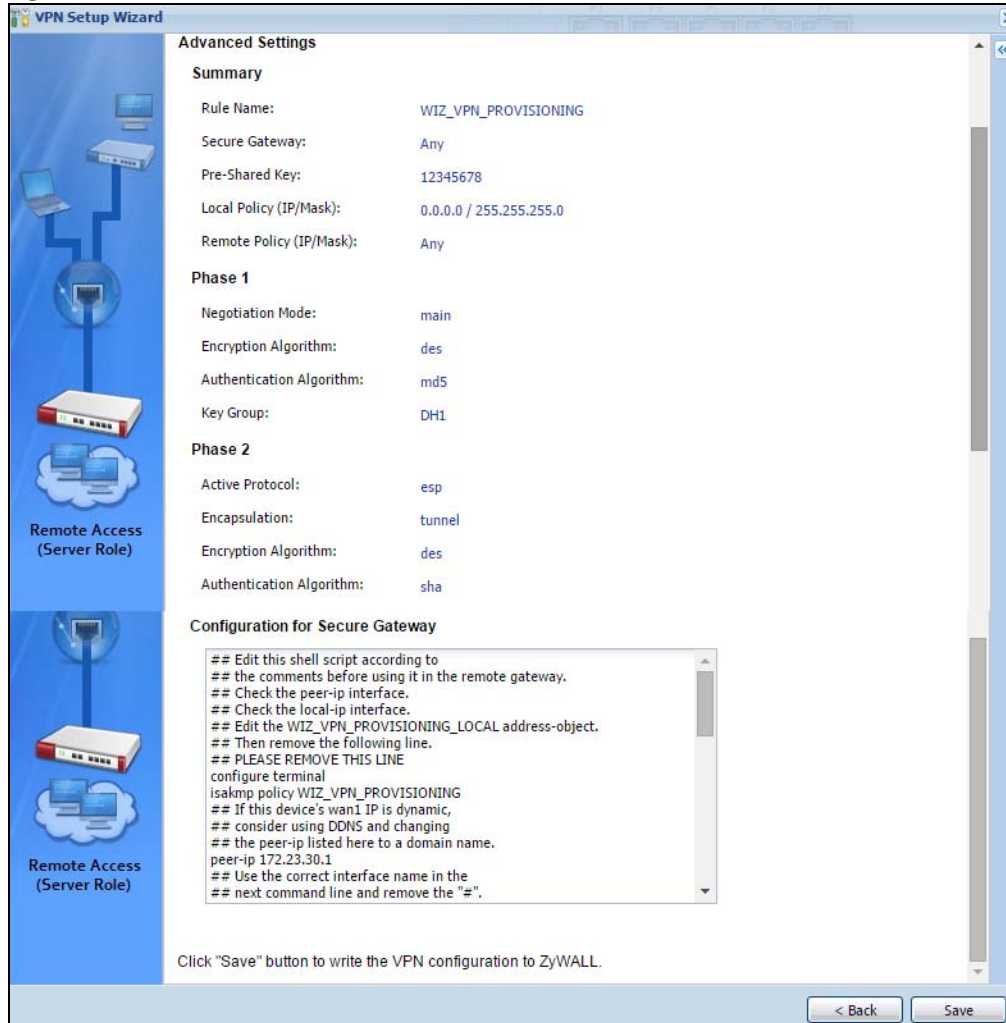 VPN Setup Wizard
Advanced Settings
Summary
Rule Name: WIZ_VPN_PROVISIONING
Secure Gateway: Any
Pre-Shared Key: 12345678
Local Policy (IP/Mask): 0.0.0.0 / 255.255.255.0
Remote Policy (IP/Mask): Any
Phase 1
Negotiation Mode: main
Encryption Algorithm: des
Authentication Algorithm: md5
Key Group: DH1
Phase 2
Active Protocol: esp
Encapsulation: tunnel
Encryption Algorithm: des
Authentication Algorithm: sha
Remote Access
(Server Role)
Configuration for Secure Gateway
## Edit this shell script according to
## the comments before using it in the remote gateway.
## Check the peer-ip interface.
## Check the local-ip interface.
## Edit the WIZ_VPN_PROVISIONING_LOCAL address-object.
## Then remove the following line.
## PLEASE REMOVE THIS LINE
configure terminal
isakmp policy WIZ_VPN_PROVISIONING
## If this device's wan1 IP is dynamic,
## consider using DDNS and changing
## the peer-ip listed here to a domain name.
peer-ip 172.23.30.1
## Use the correct interface name in the
## next command line and remove the "#".
Remote Access
(Server Role)
Click "Save" button to write the VPN configuration to ZyWALL.
< Back
Save